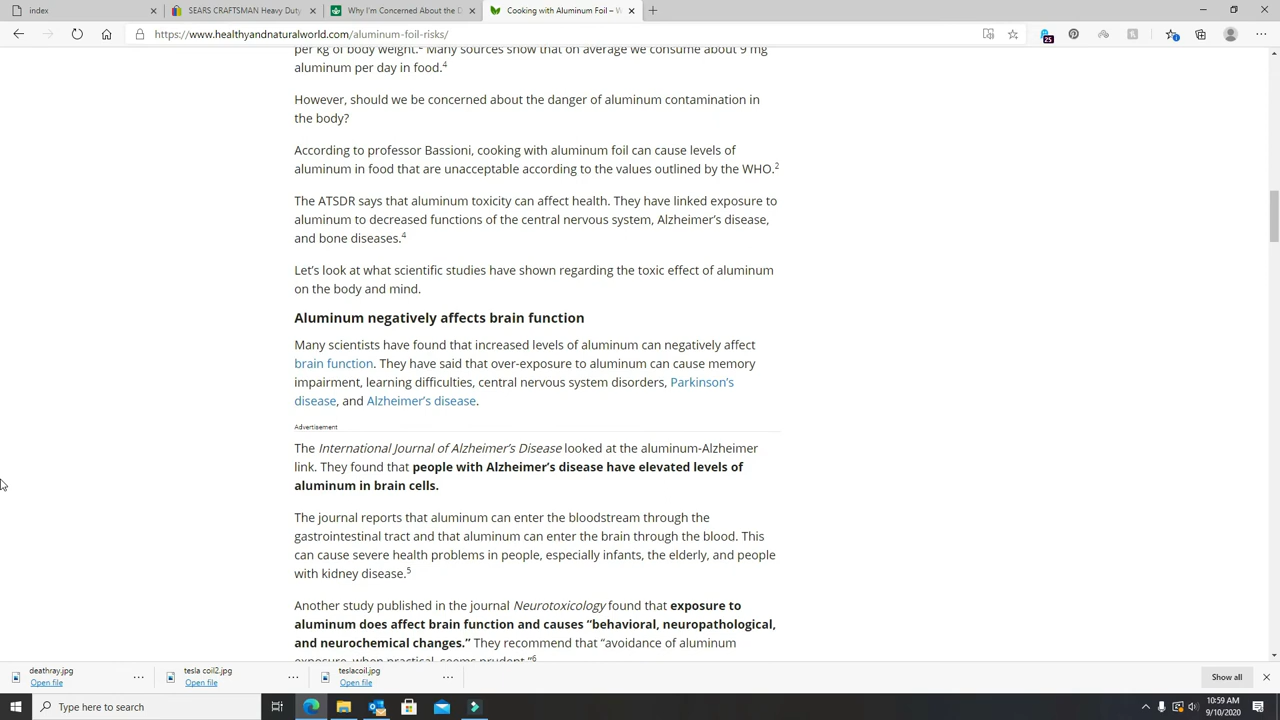 index
SEARS CRAFTSMAN Heavy Duty
Why I'm Concerned About the D
Cooking with Aluminum Foil – W
https://www.healthyandnaturalworld.com/aluminum-foil-risks/
25
1
per kg of body weight.² Many sources show that on average we consume about 9 mg
aluminum per day in food.⁴
However, should we be concerned about the danger of aluminum contamination in
the body?
According to professor Bassioni, cooking with aluminum foil can cause levels of
aluminum in food that are unacceptable according to the values outlined by the WHO.²
The ATSDR says that aluminum toxicity can affect health. They have linked exposure to
aluminum to decreased functions of the central nervous system, Alzheimer's disease,
and bone diseases.⁴
Let's look at what scientific studies have shown regarding the toxic effect of aluminum
on the body and mind.
Aluminum negatively affects brain function
Many scientists have found that increased levels of aluminum can negatively affect
brain function. They have said that over-exposure to aluminum can cause memory
impairment, learning difficulties, central nervous system disorders, Parkinson's
disease, and Alzheimer's disease.
Advertisement
The International Journal of Alzheimer's Disease looked at the aluminum-Alzheimer
link. They found that people with Alzheimer's disease have elevated levels of
aluminum in brain cells.
The journal reports that aluminum can enter the bloodstream through the
gastrointestinal tract and that aluminum can enter the brain through the blood. This
can cause severe health problems in people, especially infants, the elderly, and people
with kidney disease.⁵
Another study published in the journal Neurotoxicology found that exposure to
aluminum does affect brain function and causes “behavioral, neuropathological,
and neurochemical changes.” They recommend that “avoidance of aluminum
exposure, when practical, seems prudent.”⁶
deathray.jpg
Open file
tesla coil2.jpg
Open file
teslacoil.jpg
Open file
Show all
Type here to search
10:59 AM
9/10/2020